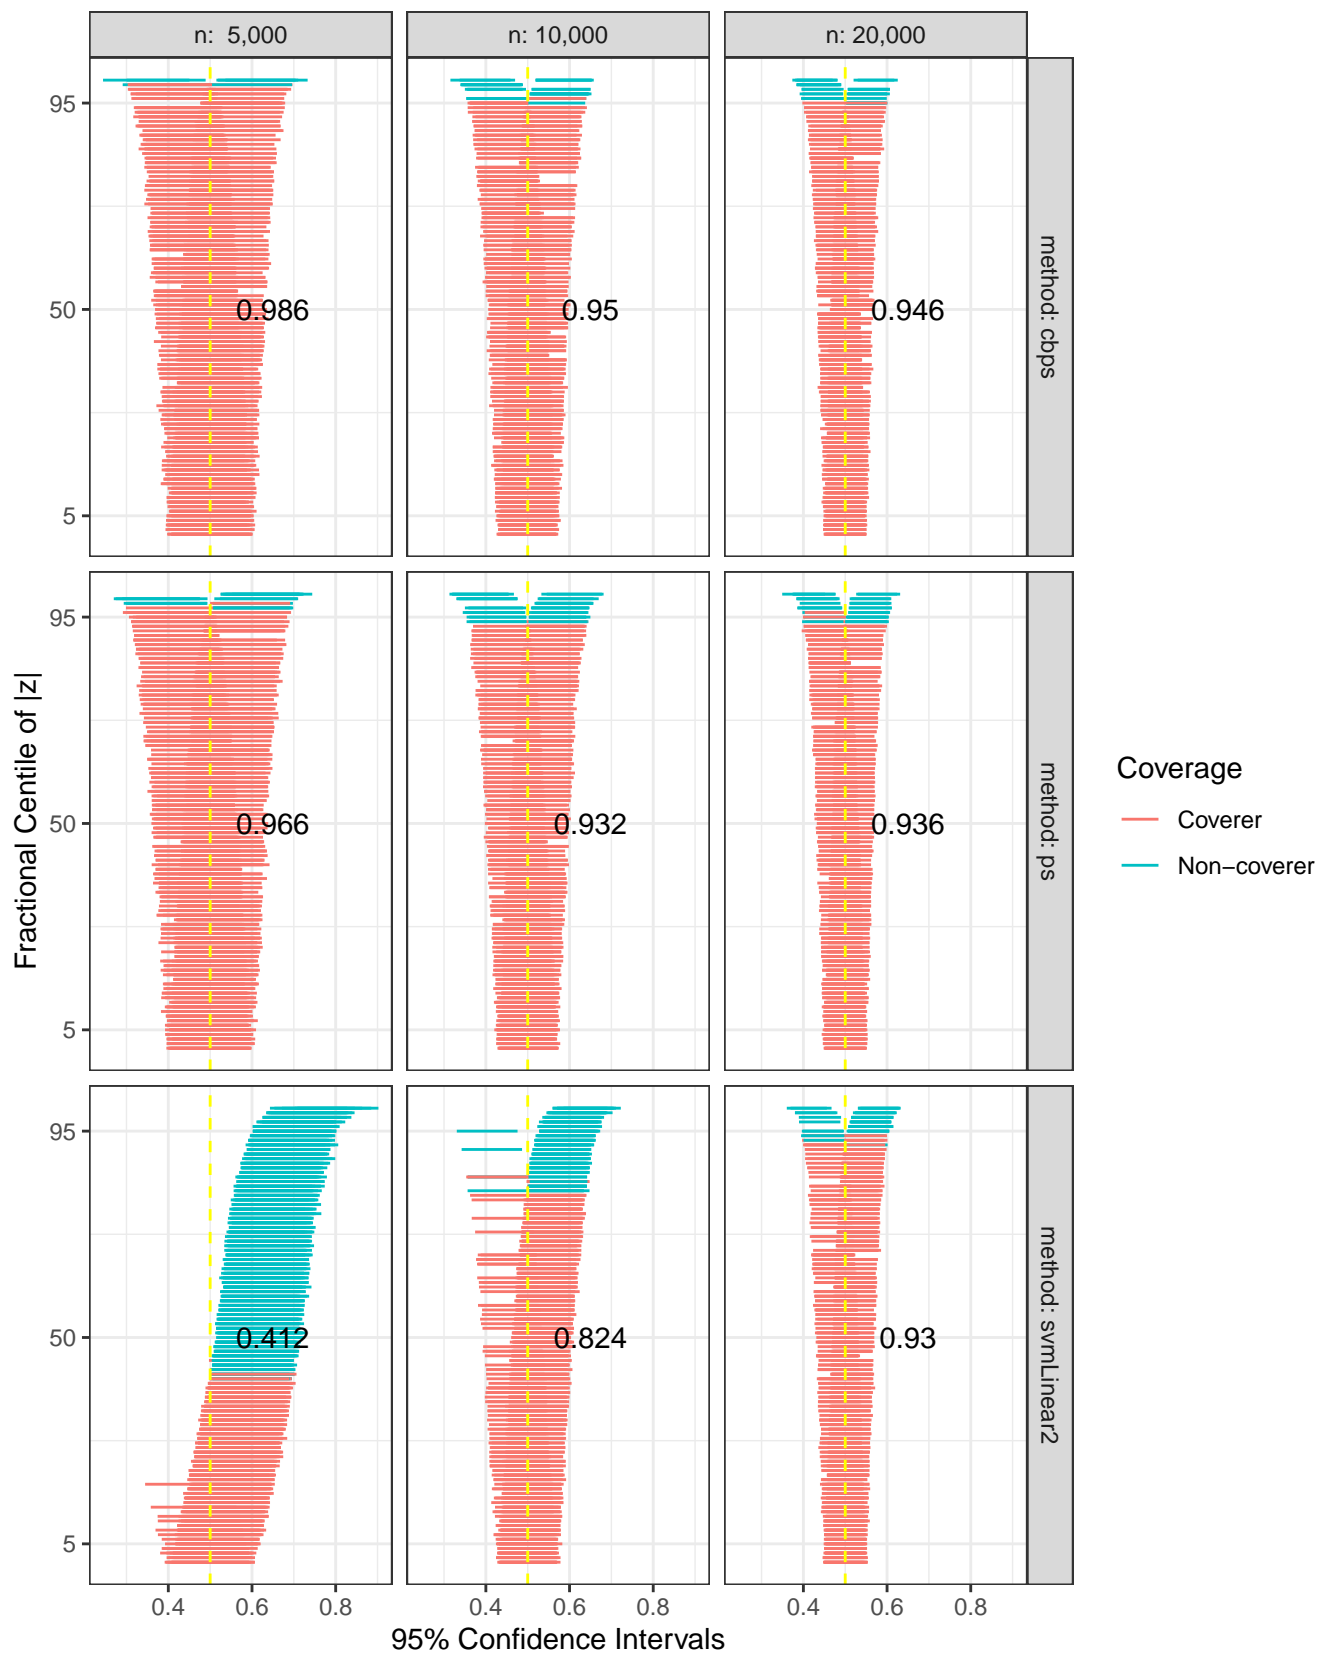 n:  5,000
n: 10,000
n: 20,000
95
50
5
0.986
0.95
0.946
method: cbps
95
50
5
0.966
0.932
0.936
method: ps
95
50
5
0.412
0.824
0.93
method: svmLinear2
0.4
0.6
0.8
0.4
0.6
0.8
0.4
0.6
0.8
95% Confidence Intervals
Fractional Centile of |z|
Coverage
Coverer
Non−coverer